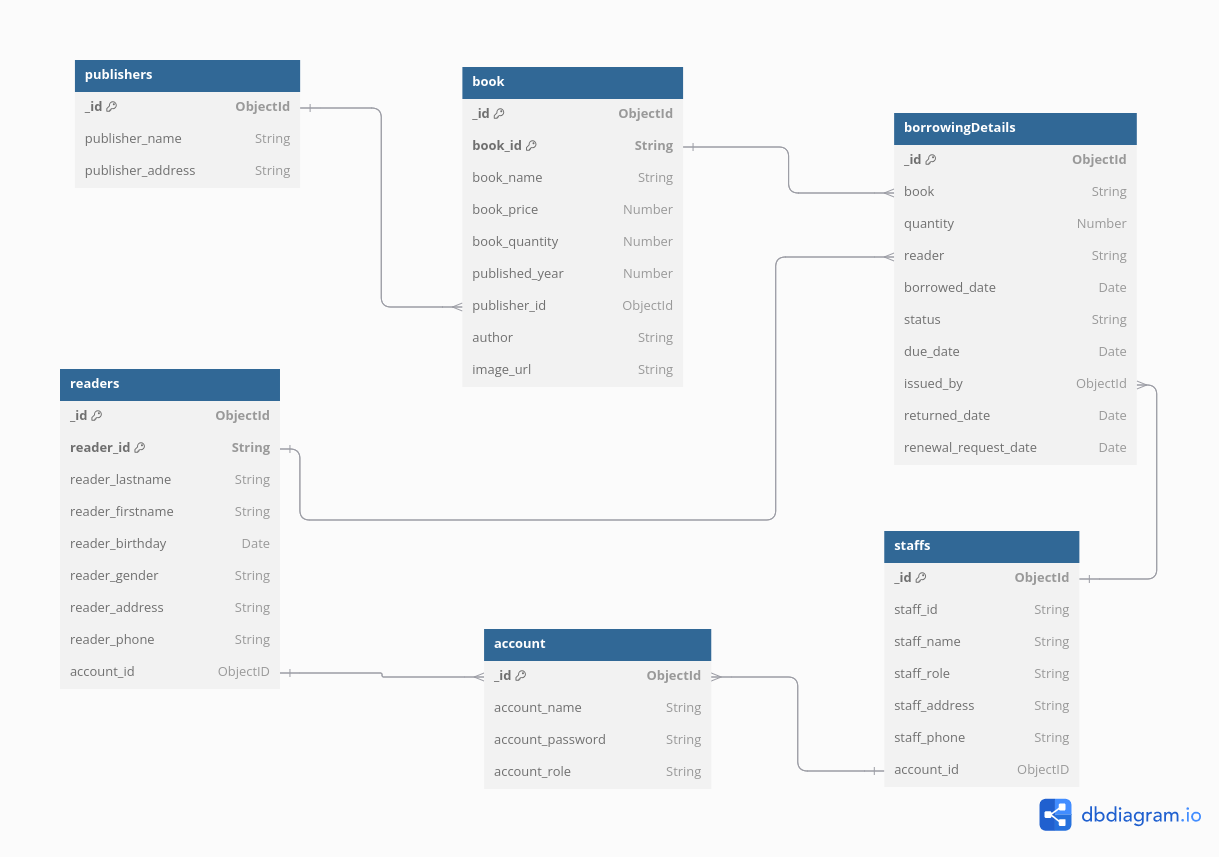 publishers
_id ObjectId
publisher_name String
publisher_address String
book
_id ObjectId
book_id String
book_name String
book_price Number
book_quantity Number
published_year Number
publisher_id ObjectId
author String
image_url String
borrowingDetails
_id ObjectId
book String
quantity Number
reader String
borrowed_date Date
status String
due_date Date
issued_by ObjectId
returned_date Date
renewal_request_date Date
readers
_id ObjectId
reader_id String
reader_lastname String
reader_firstname String
reader_birthday Date
reader_gender String
reader_address String
reader_phone String
account_id ObjectID
account
_id ObjectId
account_name String
account_password String
account_role String
staffs
_id ObjectId
staff_id String
staff_name String
staff_role String
staff_address String
staff_phone String
account_id ObjectID
dbdiagram.io